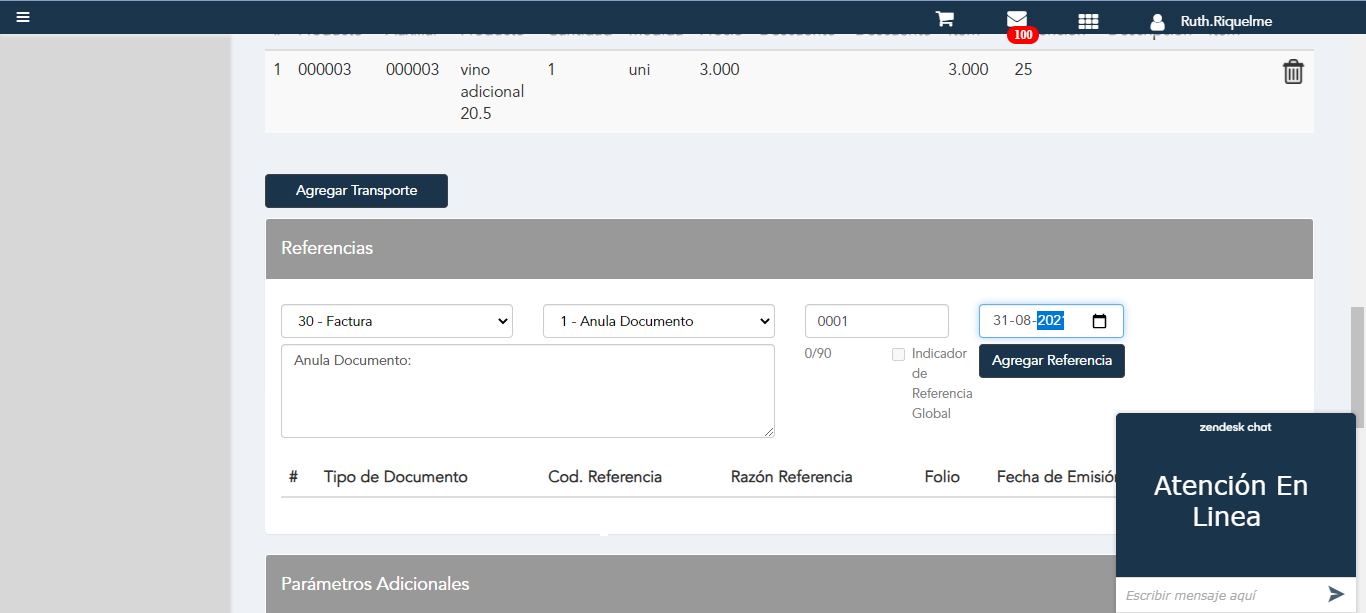 Ruth.Riquelme
100
1 000003 000003 vino 1 uni 3.000 3.000 25
adicional
20.5
Agregar Transporte
Referencias
30 - Factura 1 - Anula Documento 0001 31-08-2021
Anula Documento: 0/90 Indicador Agregar Referencia
de
Referencia
Global
zendesk chat
# Tipo de Documento Cod. Referencia Razón Referencia Folio Fecha de Emisión
Atención En
Linea
Parámetros Adicionales
Escribir mensaje aquí